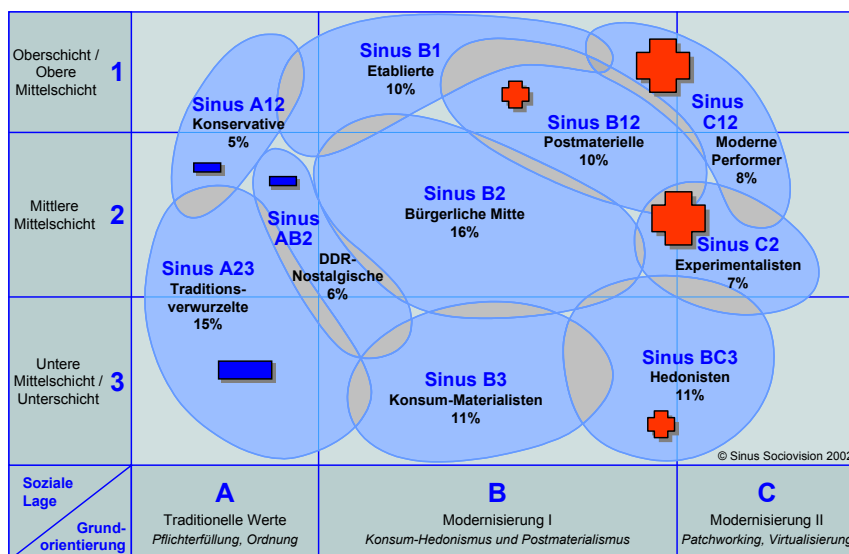 Oberschicht /
Obere
Mittelschicht
1
Mittlere
Mittelschicht
2
Untere
Mittelschicht /
Unterschicht
3
Sinus B1
Etablierte
10%
Sinus A12
Konservative
5%
Sinus B12
Postmaterielle
10%
Sinus
C12
Moderne
Performer
8%
Sinus B2
Bürgerliche Mitte
16%
Sinus
AB2
DDR-
Nostalgische
6%
Sinus A23
Traditions-
verwurzelte
15%
Sinus C2
Experimentalisten
7%
Sinus B3
Konsum-Materialisten
11%
Sinus BC3
Hedonisten
11%
© Sinus Sociovision 2002
Soziale
Lage
Grund-
orientierung
A
Traditionelle Werte
Pflichterfüllung, Ordnung
B
Modernisierung I
Konsum-Hedonismus und Postmaterialismus
C
Modernisierung II
Patchworking, Virtualisierung